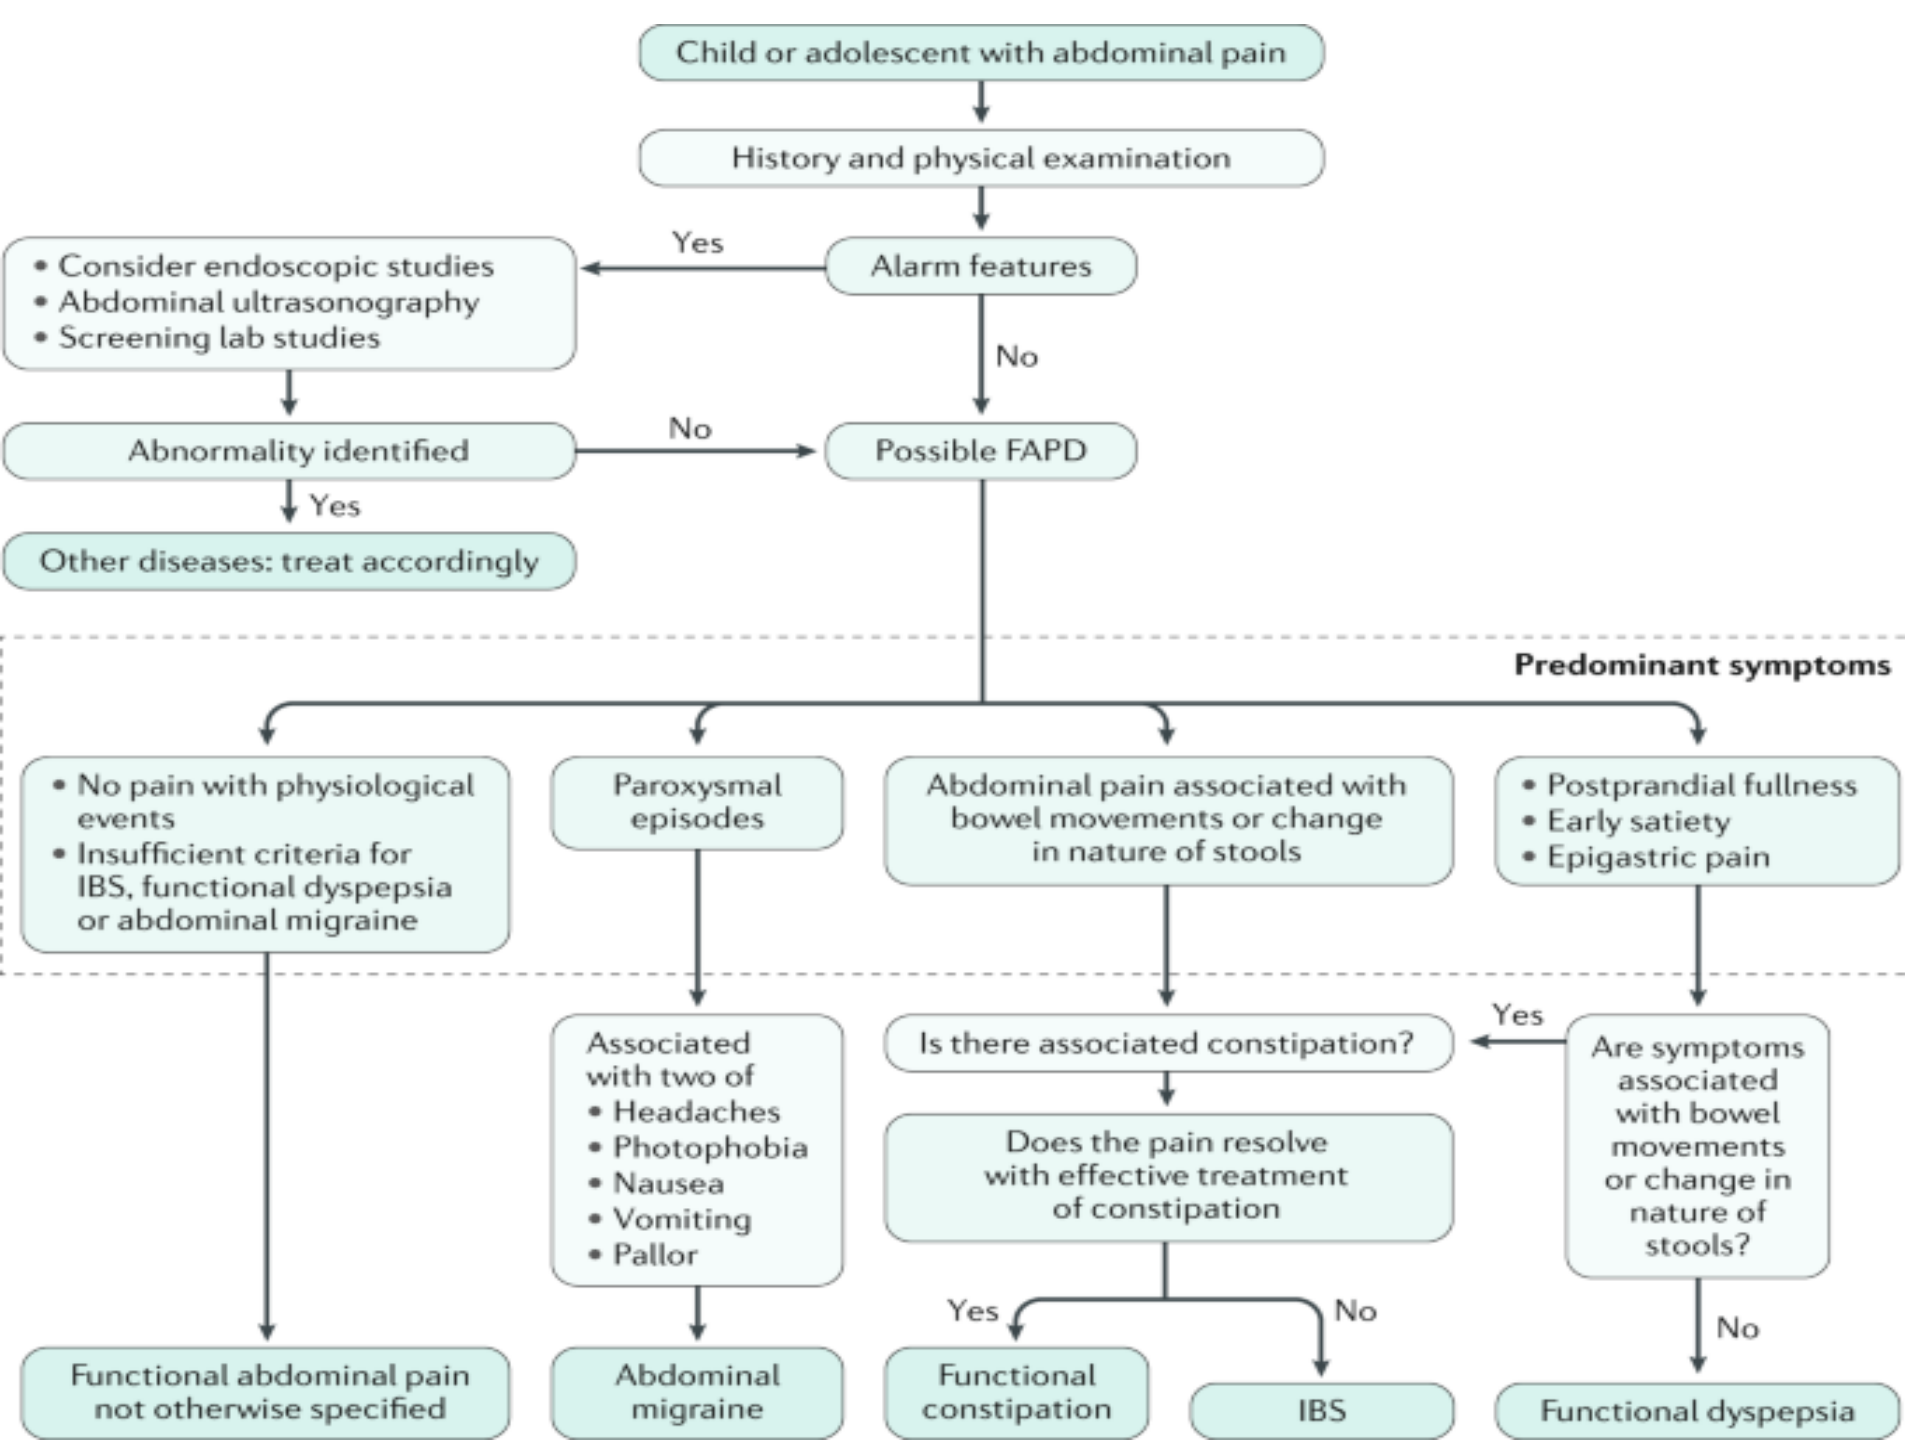 Child or adolescent with abdominal pain
History and physical examination
Yes
Alarm features
• Consider endoscopic studies
• Abdominal ultrasonography
• Screening lab studies
No
Abnormality identified
No
Possible FAPD
Yes
Other diseases: treat accordingly
Predominant symptoms
• No pain with physiological
events
• Insufficient criteria for
IBS, functional dyspepsia
or abdominal migraine
Paroxysmal
episodes
Abdominal pain associated with
bowel movements or change
in nature of stools
• Postprandial fullness
• Early satiety
• Epigastric pain
Associated
with two of
• Headaches
• Photophobia
• Nausea
• Vomiting
• Pallor
Is there associated constipation?
Yes
Are symptoms
associated
with bowel
movements
or change in
nature of
stools?
Does the pain resolve
with effective treatment
of constipation
Yes
No
No
Functional abdominal pain
not otherwise specified
Abdominal
migraine
Functional
constipation
IBS
Functional dyspepsia